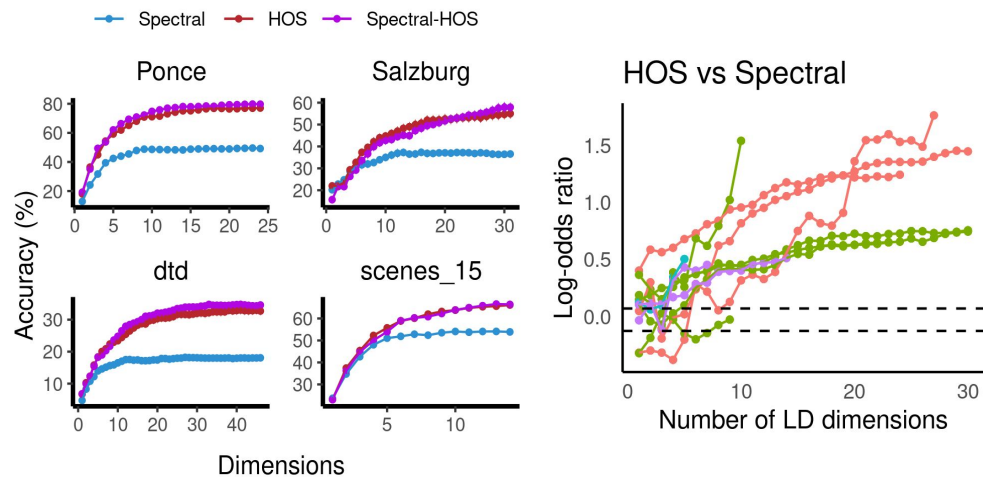 Spectral HOS Spectral-HOS
Ponce
Salzburg
80
60
40
20
0 5 10 15 20 25
60
50
40
30
20
0 10 20 30
Accuracy (%)
dtd
scenes_15
30
20
10
0 10 20 30 40
60
50
40
30
5 10
Dimensions
HOS vs Spectral
Log-odds ratio
1.5
1.0
0.5
0.0
0 10 20 30
Number of LD dimensions